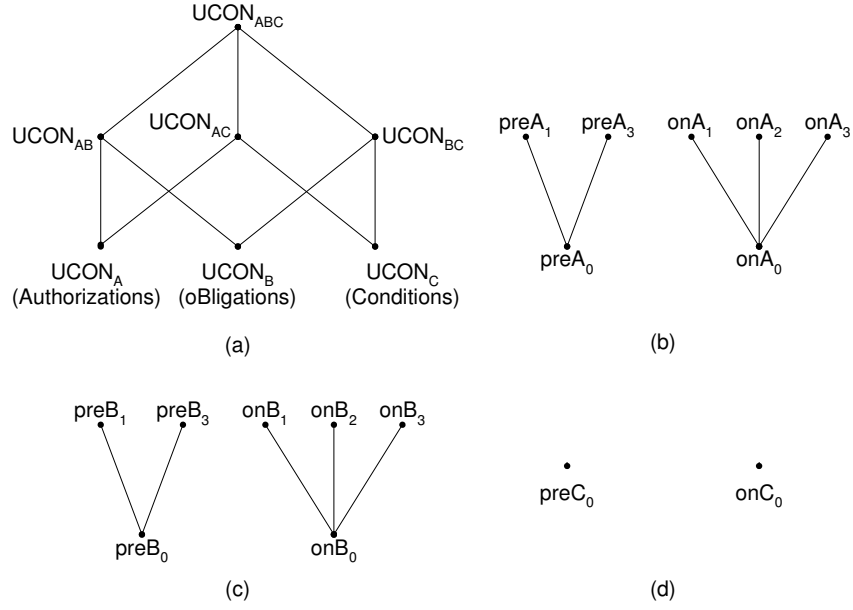 UCON_ABC
UCON_AB UCON_AC UCON_BC
UCON_A UCON_B UCON_C
(Authorizations) (oBligations) (Conditions)
(a)
preA_1 preA_3 onA_1 onA_2 onA_3
preA_0 onA_0
(b)
preB_1 preB_3 onB_1 onB_2 onB_3
preB_0 onB_0
(c)
preC_0 onC_0
(d)